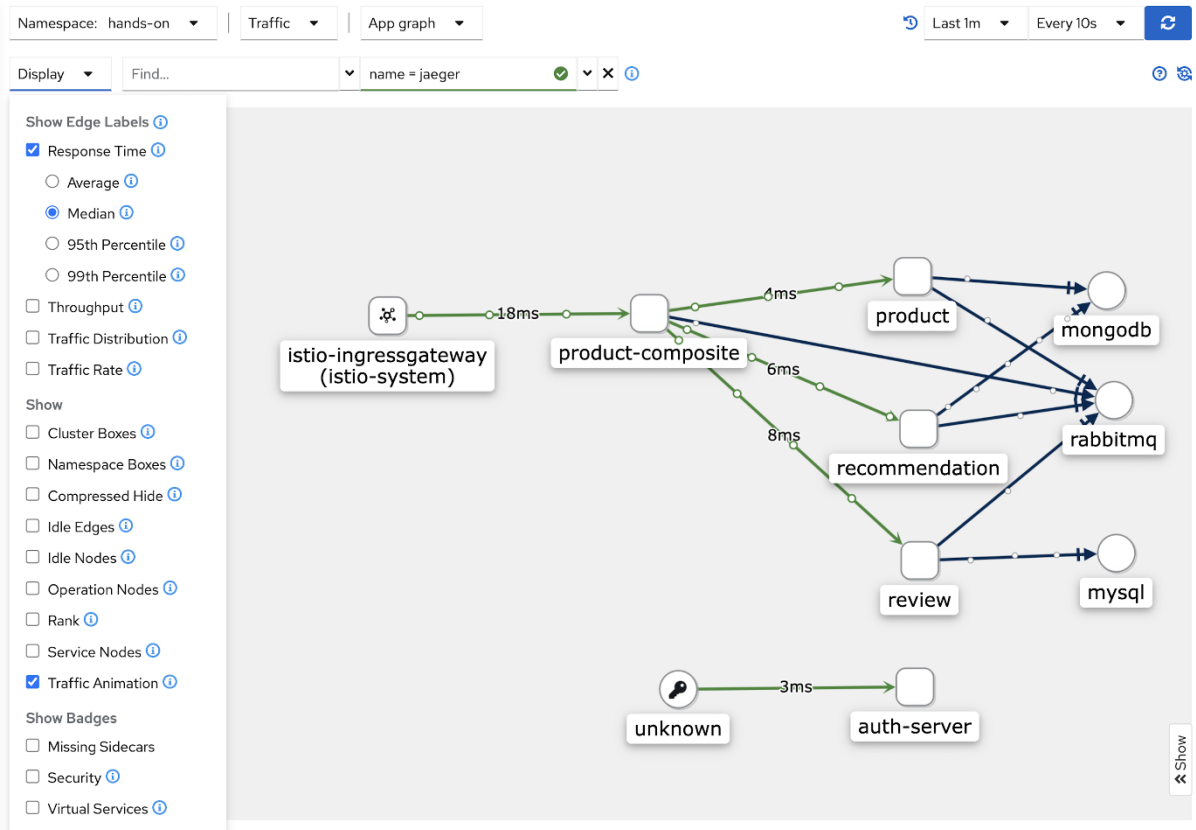 Namespace: hands-on
Traffic
App graph
Last 1m
Every 10s
Display
Find...
name = jaeger
Show Edge Labels
Response Time
Average
Median
95th Percentile
99th Percentile
Throughput
Traffic Distribution
Traffic Rate
Show
Cluster Boxes
Namespace Boxes
Compressed Hide
Idle Edges
Idle Nodes
Operation Nodes
Rank
Service Nodes
Traffic Animation
Show Badges
Missing Sidecars
Security
Virtual Services
18ms
istio-ingressgateway
(istio-system)
product-composite
4ms
6ms
8ms
product
mongodb
recommendation
rabbitmq
review
mysql
3ms
unknown
auth-server
Show